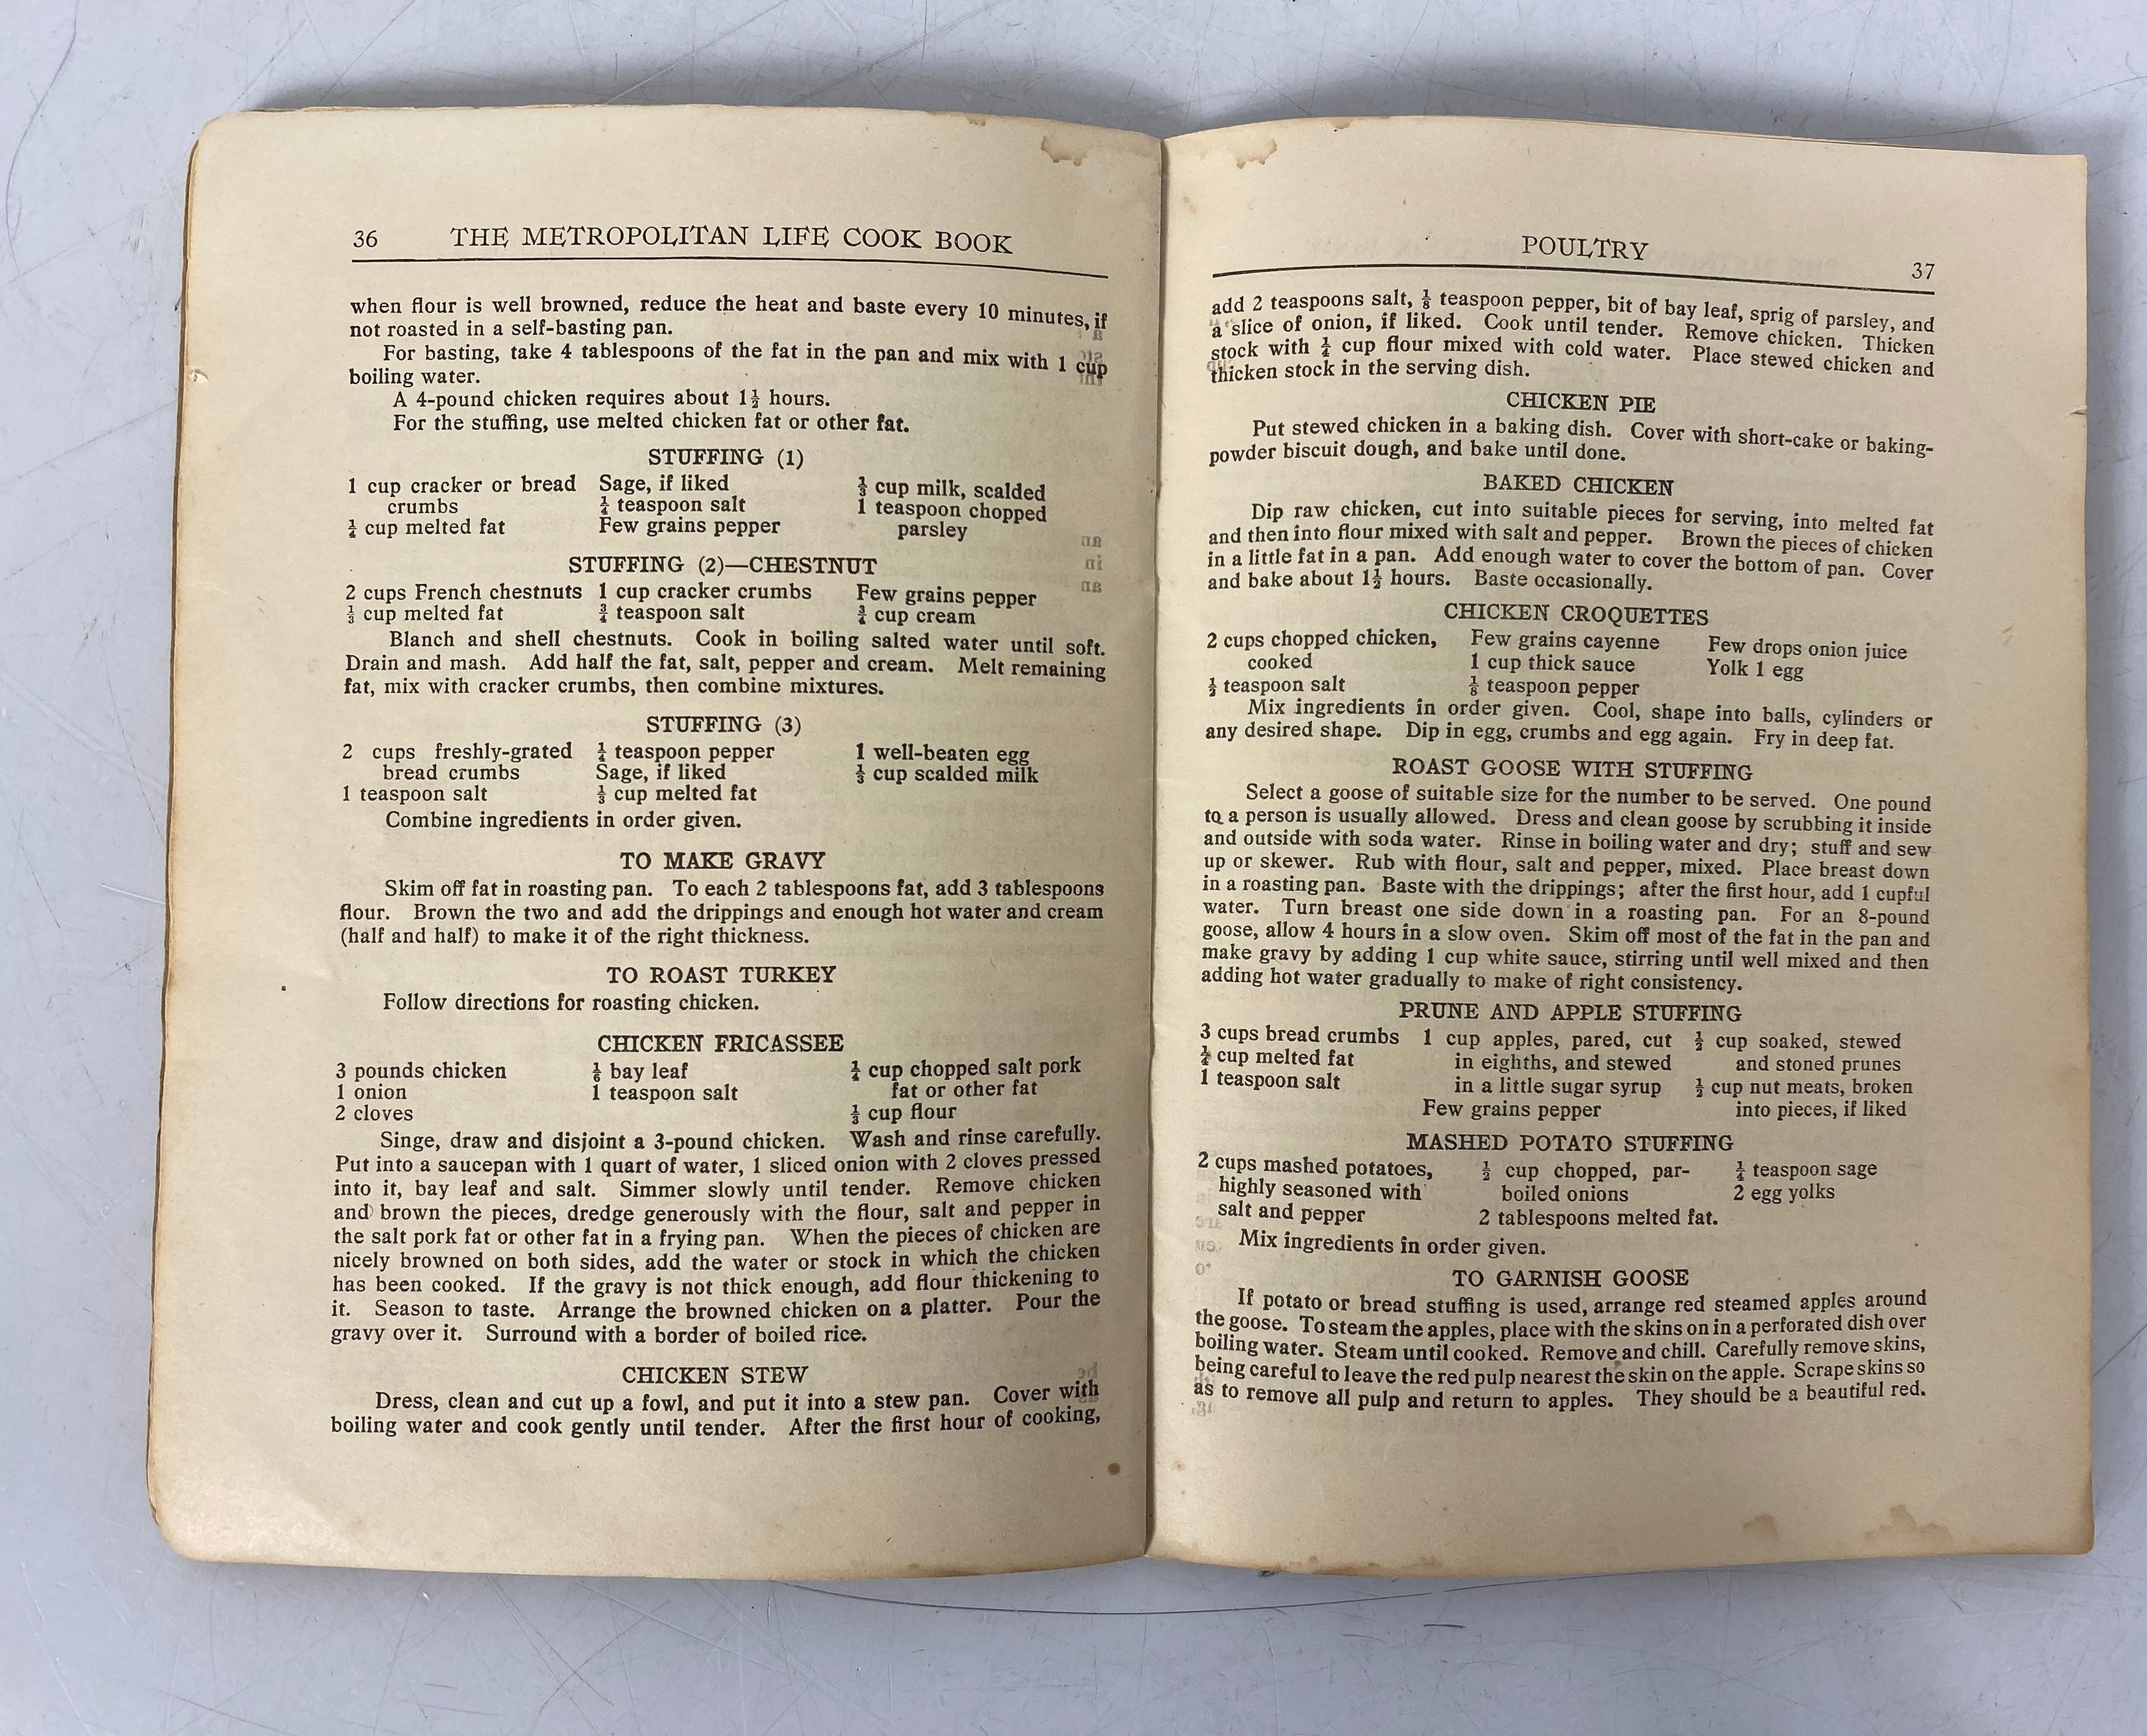 36 THE METROPOLITAN LIFE COOK BOOK
when flour is well browned, reduce the heat and baste every 10 minutes, if
not roasted in a self-basting pan.
For basting, take 4 tablespoons of the fat in the pan and mix with 1 cup
boiling water.
A 4-pound chicken requires about 1½ hours.
For the stuffing, use melted chicken fat or other fat.
STUFFING (1)
1 cup cracker or bread Sage, if liked ⅓ cup milk, scalded
crumbs ¼ teaspoon salt 1 teaspoon chopped
¼ cup melted fat Few grains pepper parsley
STUFFING (2)—CHESTNUT
2 cups French chestnuts 1 cup cracker crumbs Few grains pepper
⅓ cup melted fat ¾ teaspoon salt ¾ cup cream
Blanch and shell chestnuts. Cook in boiling salted water until soft.
Drain and mash. Add half the fat, salt, pepper and cream. Melt remaining
fat, mix with cracker crumbs, then combine mixtures.
STUFFING (3)
2 cups freshly-grated ¼ teaspoon pepper 1 well-beaten egg
bread crumbs Sage, if liked ⅓ cup scalded milk
1 teaspoon salt ⅓ cup melted fat
Combine ingredients in order given.
TO MAKE GRAVY
Skim off fat in roasting pan. To each 2 tablespoons fat, add 3 tablespoons
flour. Brown the two and add the drippings and enough hot water and cream
(half and half) to make it of the right thickness.
TO ROAST TURKEY
Follow directions for roasting chicken.
CHICKEN FRICASSEE
3 pounds chicken ⅙ bay leaf ¼ cup chopped salt pork
1 onion 1 teaspoon salt fat or other fat
2 cloves ⅓ cup flour
Singe, draw and disjoint a 3-pound chicken. Wash and rinse carefully.
Put into a saucepan with 1 quart of water, 1 sliced onion with 2 cloves pressed
into it, bay leaf and salt. Simmer slowly until tender. Remove chicken
and brown the pieces, dredge generously with the flour, salt and pepper in
the salt pork fat or other fat in a frying pan. When the pieces of chicken are
nicely browned on both sides, add the water or stock in which the chicken
has been cooked. If the gravy is not thick enough, add flour thickening to
it. Season to taste. Arrange the browned chicken on a platter. Pour the
gravy over it. Surround with a border of boiled rice.
CHICKEN STEW
Dress, clean and cut up a fowl, and put it into a stew pan. Cover with
boiling water and cook gently until tender. After the first hour of cooking,
POULTRY 37
add 2 teaspoons salt, ⅛ teaspoon pepper, bit of bay leaf, sprig of parsley, and
a slice of onion, if liked. Cook until tender. Remove chicken. Thicken
stock with ¼ cup flour mixed with cold water. Place stewed chicken and
thicken stock in the serving dish.
CHICKEN PIE
Put stewed chicken in a baking dish. Cover with short-cake or baking-
powder biscuit dough, and bake until done.
BAKED CHICKEN
Dip raw chicken, cut into suitable pieces for serving, into melted fat
and then into flour mixed with salt and pepper. Brown the pieces of chicken
in a little fat in a pan. Add enough water to cover the bottom of pan. Cover
and bake about 1½ hours. Baste occasionally.
CHICKEN CROQUETTES
2 cups chopped chicken, Few grains cayenne Few drops onion juice
cooked 1 cup thick sauce Yolk 1 egg
½ teaspoon salt ⅛ teaspoon pepper
Mix ingredients in order given. Cool, shape into balls, cylinders or
any desired shape. Dip in egg, crumbs and egg again. Fry in deep fat.
ROAST GOOSE WITH STUFFING
Select a goose of suitable size for the number to be served. One pound
to a person is usually allowed. Dress and clean goose by scrubbing it inside
and outside with soda water. Rinse in boiling water and dry; stuff and sew
up or skewer. Rub with flour, salt and pepper, mixed. Place breast down
in a roasting pan. Baste with the drippings; after the first hour, add 1 cupful
water. Turn breast one side down in a roasting pan. For an 8-pound
goose, allow 4 hours in a slow oven. Skim off most of the fat in the pan and
make gravy by adding 1 cup white sauce, stirring until well mixed and then
adding hot water gradually to make of right consistency.
PRUNE AND APPLE STUFFING
3 cups bread crumbs 1 cup apples, pared, cut ½ cup soaked, stewed
¼ cup melted fat in eighths, and stewed and stoned prunes
1 teaspoon salt in a little sugar syrup ½ cup nut meats, broken
Few grains pepper into pieces, if liked
MASHED POTATO STUFFING
2 cups mashed potatoes, ½ cup chopped, par- ¼ teaspoon sage
highly seasoned with boiled onions 2 egg yolks
salt and pepper 2 tablespoons melted fat.
Mix ingredients in order given.
TO GARNISH GOOSE
If potato or bread stuffing is used, arrange red steamed apples around
the goose. To steam the apples, place with the skins on in a perforated dish over
boiling water. Steam until cooked. Remove and chill. Carefully remove skins,
being careful to leave the red pulp nearest the skin on the apple. Scrape skins so
as to remove all pulp and return to apples. They should be a beautiful red.